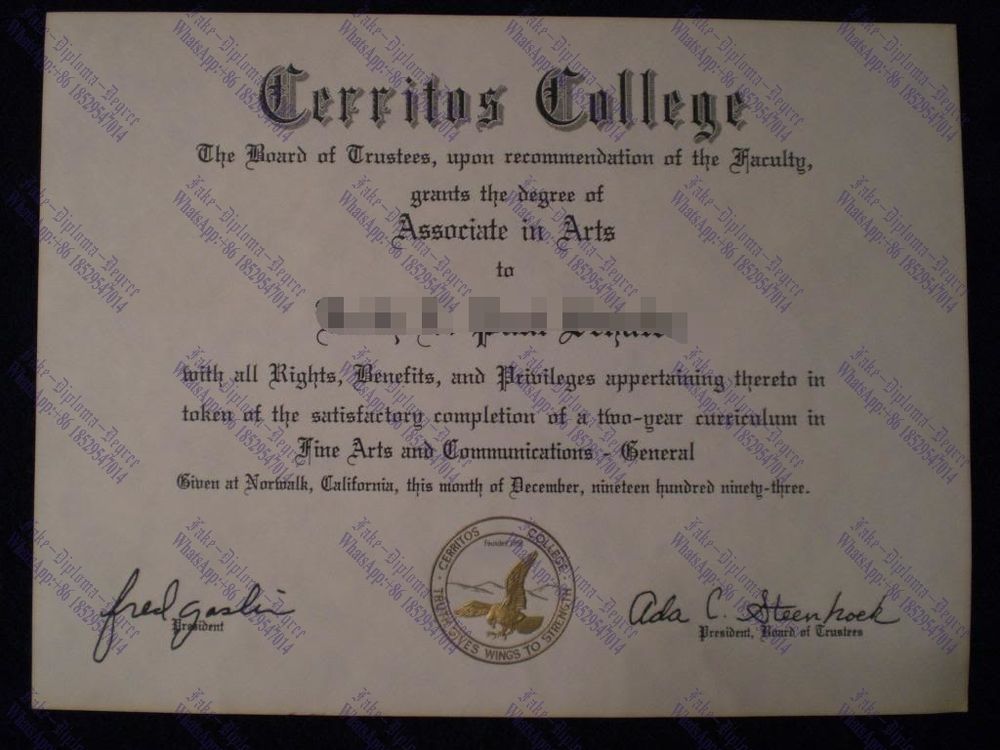 Cerritos College
The Board of Trustees, upon recommendation of the Faculty,
grants the degree of
Associate in Arts
to
with all Rights, Benefits, and Privileges appertaining thereto in
token of the satisfactory completion of a two-year curriculum in
Fine Arts and Communications - General
Given at Norwalk, California, this month of December, nineteen hundred ninety-three.
CERRITOS COLLEGE
Founded
TRUTH GIVES WINGS TO STRENGTH
fred gaskin
President
Ada C. Steenhoek
President, Board of Trustees
Fake-Diploma-Degree
WhatsApp:+86 18529547014